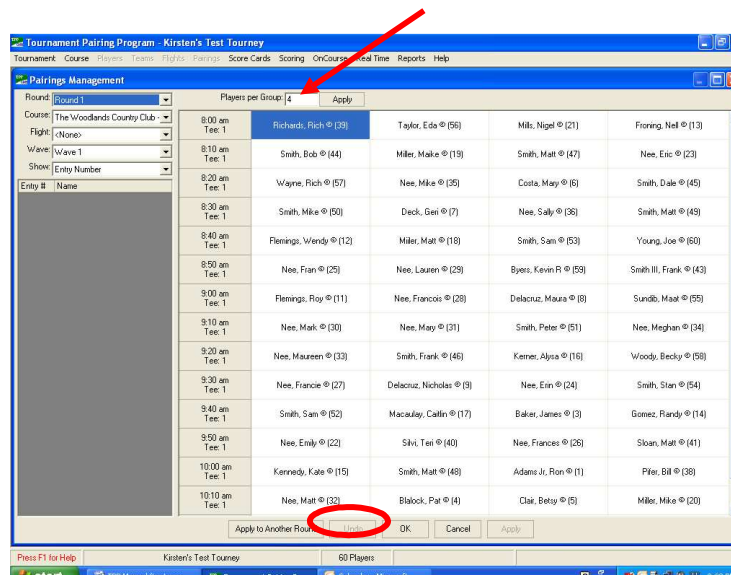 Tournament Pairing Program - Kirsten's Test Tourney
Tournament Course Players Teams Flights Pairings Score Cards Scoring OnCourse Real Time Reports Help
Pairings Management
Round: Round 1 Players per Group: 4 Apply
Course: The Woodlands Country Club -
Flight: <None>
Wave: Wave 1
Show: Entry Number
Entry # Name
8:00 am Tee: 1 Richards, Rich © (39) Taylor, Eda © (56) Mills, Nigel © (21) Froning, Nell © (13)
8:10 am Tee: 1 Smith, Bob © (44) Miller, Maike © (19) Smith, Matt © (47) Nee, Eric © (23)
8:20 am Tee: 1 Wayne, Rich © (57) Nee, Mike © (35) Costa, Mary © (6) Smith, Dale © (45)
8:30 am Tee: 1 Smith, Mike © (50) Deck, Geri © (7) Nee, Sally © (36) Smith, Matt © (49)
8:40 am Tee: 1 Flemings, Wendy © (12) Miiler, Matt © (18) Smith, Sam © (53) Young, Joe © (60)
8:50 am Tee: 1 Nee, Fran © (25) Nee, Lauren © (29) Byers, Kevin R © (59) Smith III, Frank © (43)
9:00 am Tee: 1 Flemings, Roy © (11) Nee, Francois © (28) Delacruz, Maura © (8) Sundib, Maat © (55)
9:10 am Tee: 1 Nee, Mark © (30) Nee, Mary © (31) Smith, Peter © (51) Nee, Meghan © (34)
9:20 am Tee: 1 Nee, Maureen © (33) Smith, Frank © (46) Kerner, Alysa © (16) Woody, Becky © (58)
9:30 am Tee: 1 Nee, Francie © (27) Delacruz, Nicholas © (9) Nee, Erin © (24) Smith, Stan © (54)
9:40 am Tee: 1 Smith, Sam © (52) Macaulay, Caitlin © (17) Baker, James © (3) Gomez, Randy © (14)
9:50 am Tee: 1 Nee, Emily © (22) Silvi, Teri © (40) Nee, Frances © (26) Sloan, Matt © (41)
10:00 am Tee: 1 Kennedy, Kate © (15) Smith, Matt © (48) Adams Jr, Ron © (1) Pifer, Bill © (38)
10:10 am Tee: 1 Nee, Matt © (32) Blalock, Pat © (4) Clair, Betsy © (5) Miller, Mike © (20)
Apply to Another Round Undo OK Cancel Apply
Press F1 for Help Kirsten's Test Tourney 60 Players